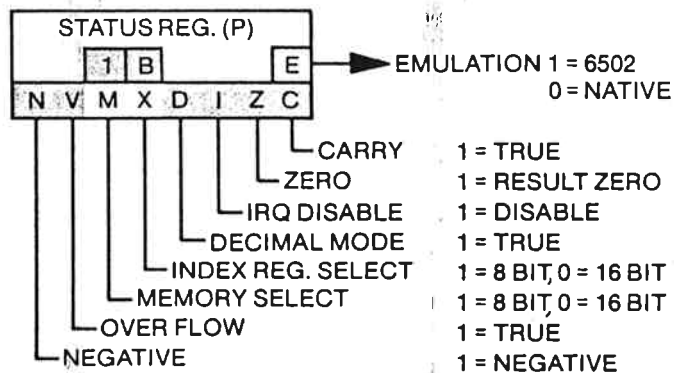 STATUS REG. (P)
1 B E
EMULATION 1 = 6502
0 = NATIVE
N V M X D I Z C
CARRY 1 = TRUE
ZERO 1 = RESULT ZERO
IRQ DISABLE 1 = DISABLE
DECIMAL MODE 1 = TRUE
INDEX REG. SELECT 1 = 8 BIT, 0 = 16 BIT
MEMORY SELECT 1 = 8 BIT, 0 = 16 BIT
OVER FLOW 1 = TRUE
NEGATIVE 1 = NEGATIVE